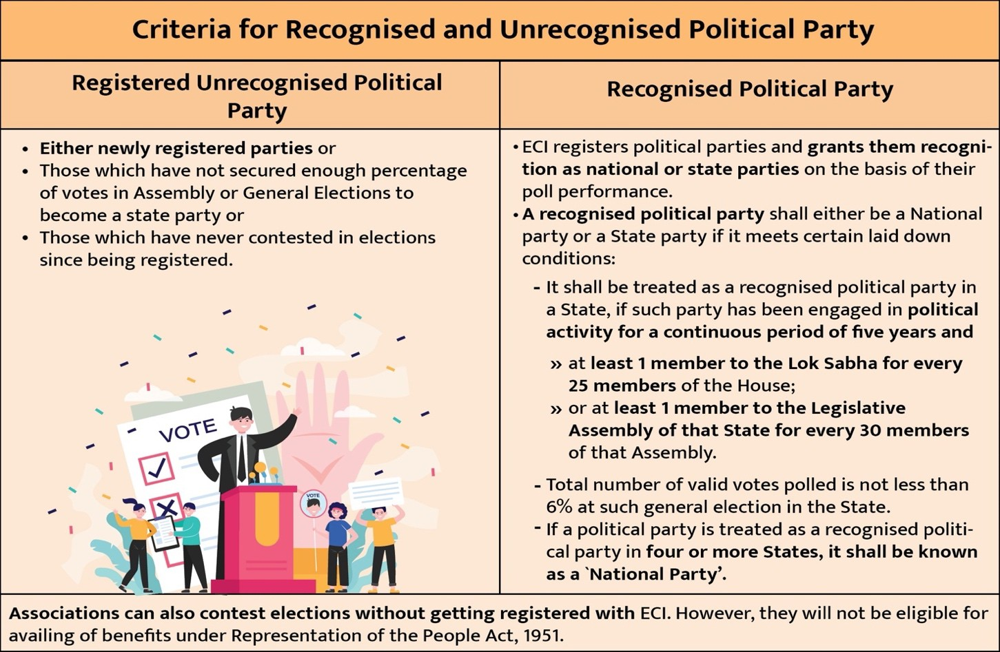 Criteria for Recognised and Unrecognised Political Party
Registered Unrecognised Political
Party
Recognised Political Party
• Either newly registered parties or
• Those which have not secured enough percentage
of votes in Assembly or General Elections to
become a state party or
• Those which have never contested in elections
since being registered.
VOTE
VOTE
• ECI registers political parties and grants them recogni-
tion as national or state parties on the basis of their
poll performance.
• A recognised political party shall either be a National
party or a State party if it meets certain laid down
conditions:
- It shall be treated as a recognised political party in
a State, if such party has been engaged in political
activity for a continuous period of five years and
» at least 1 member to the Lok Sabha for every
25 members of the House;
» or at least 1 member to the Legislative
Assembly of that State for every 30 members
of that Assembly.
- Total number of valid votes polled is not less than
6% at such general election in the State.
- If a political party is treated as a recognised politi-
cal party in four or more States, it shall be known
as a `National Party’.
Associations can also contest elections without getting registered with ECI. However, they will not be eligible for
availing of benefits under Representation of the People Act, 1951.